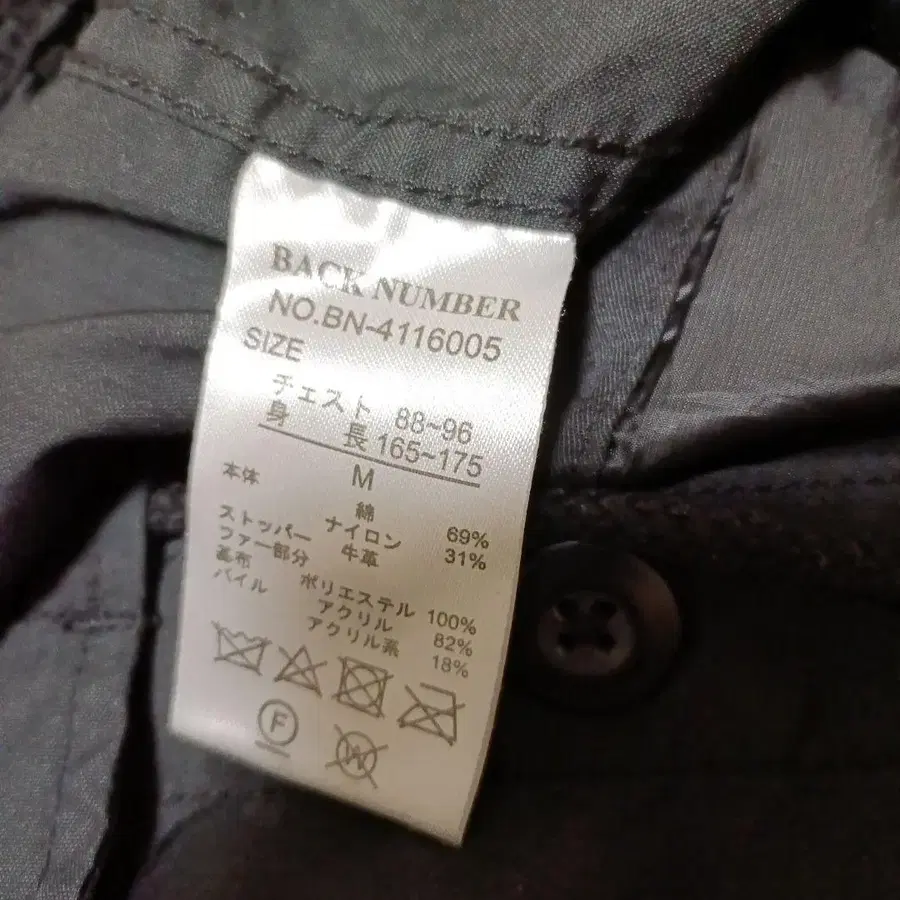 BACK NUMBER
NO.BN-4116005
SIZE
チェスト 88~96
身長 165~175
M
本体 綿 69%
ナイロン 31%
ストッパー 牛革
ファー部分
基布 ポリエステル 100%
パイル アクリル 82%
アクリル系 18%
F
W